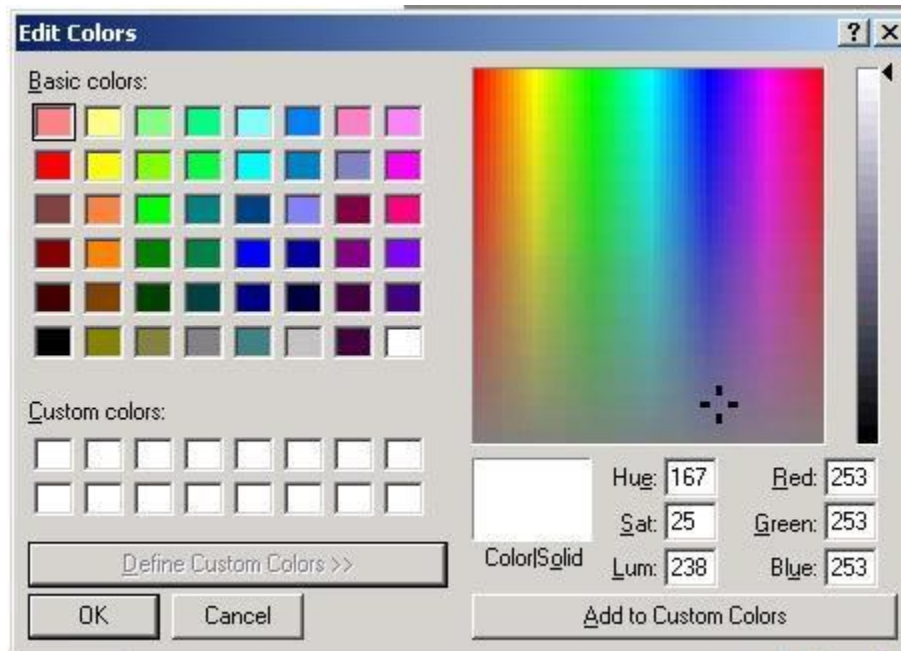 Edit Colors
Basic colors:
Custom colors:
Define Custom Colors >>
OK Cancel
Color|Solid
Hue: 167 Red: 253
Sat: 25 Green: 253
Lum: 238 Blue: 253
Add to Custom Colors